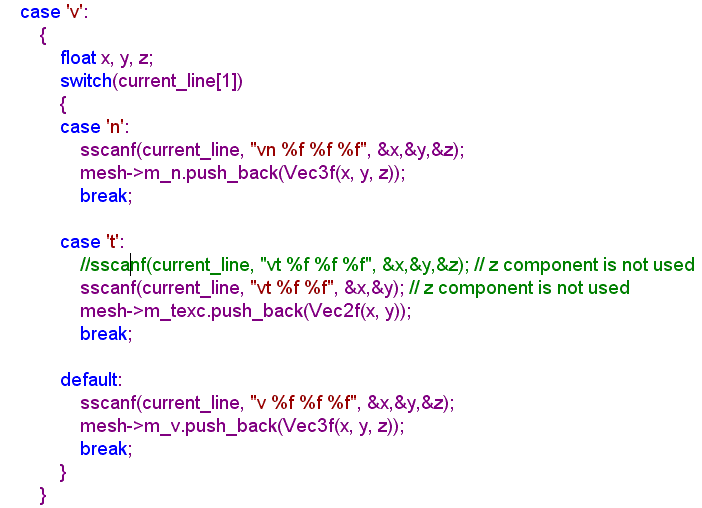 case 'v':
{
float x, y, z;
switch(current_line[1])
{
case 'n':
sscanf(current_line, "vn %f %f %f", &x,&y,&z);
mesh->m_n.push_back(Vec3f(x, y, z));
break;
case 't':
//sscanf(current_line, "vt %f %f %f", &x,&y,&z); // z component is not used
sscanf(current_line, "vt %f %f", &x,&y); // z component is not used
mesh->m_texc.push_back(Vec2f(x, y));
break;
default:
sscanf(current_line, "v %f %f %f", &x,&y,&z);
mesh->m_v.push_back(Vec3f(x, y, z));
break;
}
}